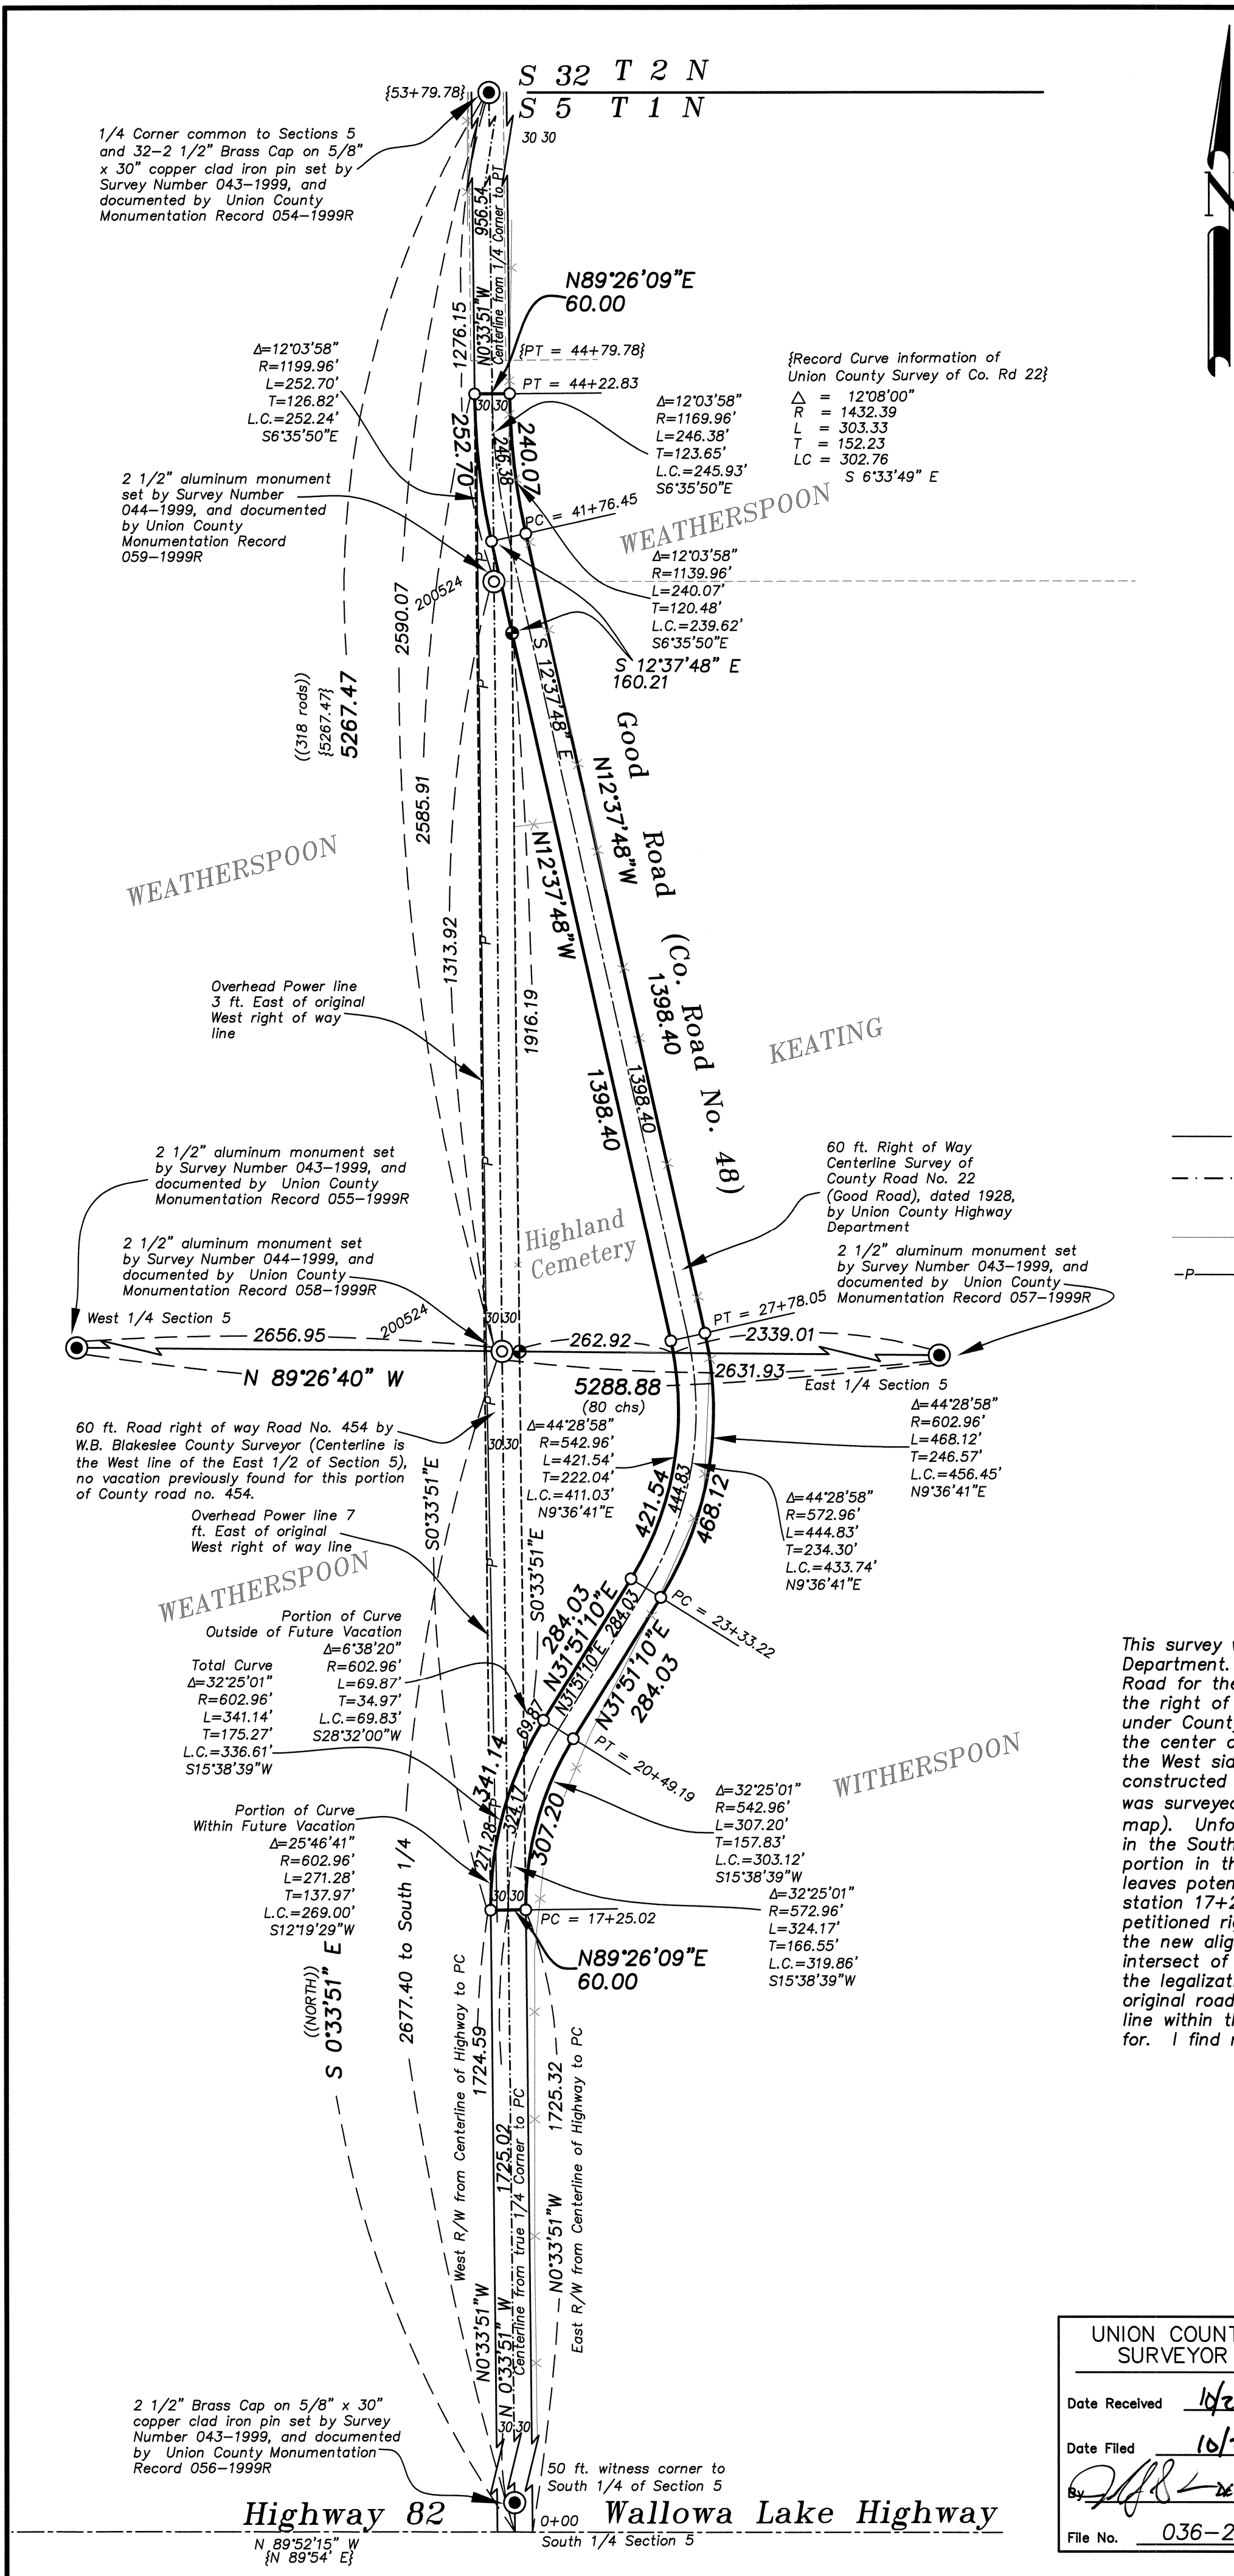 S 32 T 2 N
S 5 T 1 N
{53+79.78}
30 30
1/4 Corner common to Sections 5
and 32-2 1/2" Brass Cap on 5/8"
x 30" copper clad iron pin set by
Survey Number 043-1999, and
documented by Union County
Monumentation Record 054-1999R
N
956.54
N0°33'51"W
Centerline from 1/4 Corner to PT
1276.15
N89°26'09"E
60.00
{PT = 44+79.78}
PT = 44+22.83
Δ=12°03'58"
R=1199.96'
L=252.70'
T=126.82'
L.C.=252.24'
S6°35'50"E
30 30
252.70
246.38
240.07
Δ=12°03'58"
R=1169.96'
L=246.38'
T=123.65'
L.C.=245.93'
S6°35'50"E
{Record Curve information of
Union County Survey of Co. Rd 22}
△ = 12°08'00"
R = 1432.39
L = 303.33
T = 152.23
LC = 302.76
S 6°33'49" E
2 1/2" aluminum monument
set by Survey Number
044-1999, and documented
by Union County
Monumentation Record
059-1999R
PC = 41+76.45
WEATHERSPOON
Δ=12°03'58"
R=1139.96'
L=240.07'
T=120.48'
L.C.=239.62'
S6°35'50"E
S 12°37'48" E
160.21
200524
P
P
2590.07
((318 rods))
{5267.47}
5267.47
2585.91
1313.92
S 12°37'48" E
Good Road (Co. Road No. 48)
N12°37'48"W
1398.40
N12°37'48"W
1398.40
1398.40
1916.19
WEATHERSPOON
P
Overhead Power line
3 ft. East of original
West right of way
line
KEATING
2 1/2" aluminum monument set
by Survey Number 043-1999, and
documented by Union County
Monumentation Record 055-1999R
P
60 ft. Right of Way
Centerline Survey of
County Road No. 22
(Good Road), dated 1928,
by Union County Highway
Department
Highland
Cemetery
2 1/2" aluminum monument set
by Survey Number 044-1999, and
documented by Union County
Monumentation Record 058-1999R
2 1/2" aluminum monument set
by Survey Number 043-1999, and
documented by Union County
Monumentation Record 057-1999R
-P-
West 1/4 Section 5
200524
30 30
PT = 27+78.05
2656.95
262.92
2339.01
N 89°26'40" W
2631.93
5288.88
(80 chs)
East 1/4 Section 5
60 ft. Road right of way Road No. 454 by
W.B. Blakeslee County Surveyor (Centerline is
the West line of the East 1/2 of Section 5),
no vacation previously found for this portion
of County road no. 454.
P
30 30
Δ=44°28'58"
R=542.96'
L=421.54'
T=222.04'
L.C.=411.03'
N9°36'41"E
Δ=44°28'58"
R=602.96'
L=468.12'
T=246.57'
L.C.=456.45'
N9°36'41"E
421.54
444.83
468.12
Δ=44°28'58"
R=572.96'
L=444.83'
T=234.30'
L.C.=433.74'
N9°36'41"E
Overhead Power line 7
ft. East of original
West right of way line
S0°33'51"E
S0°33'51"E
P
WEATHERSPOON
PC = 23+33.22
284.03
N31°51'10"E
284.03
N31°51'10"E
N31°51'10"E
284.03
Portion of Curve
Outside of Future Vacation
Δ=6°38'20"
R=602.96'
L=69.87'
T=34.97'
L.C.=69.83'
S28°32'00"W
Total Curve
Δ=32°25'01"
R=602.96'
L=341.14'
T=175.27'
L.C.=336.61'
S15°38'39"W
69.87
PT = 20+49.19
WITHERSPOON
341.14
P
324.17
271.28
307.20
Δ=32°25'01"
R=542.96'
L=307.20'
T=157.83'
L.C.=303.12'
S15°38'39"W
Portion of Curve
Within Future Vacation
Δ=25°46'41"
R=602.96'
L=271.28'
T=137.97'
L.C.=269.00'
S12°19'29"W
Δ=32°25'01"
R=572.96'
L=324.17'
T=166.55'
L.C.=319.86'
S15°38'39"W
30 30
PC = 17+25.02
N89°26'09"E
60.00
This survey
Department.
Road for the
the right of
under County
the center
the West sid
constructed
was surveyed
map). Unfo
in the South
portion in th
leaves poten
station 17+2
petitioned rig
the new alig
intersect of
the legalizat
original road
line within th
for. I find
((NORTH))
S 0°33'51" E
2677.40 to South 1/4
1724.59
West R/W from Centerline of Highway to PC
N0°33'51"W
1725.02
Centerline from true 1/4 Corner to PC
N 0°33'51" W
1725.32
N0°33'51"W
East R/W from Centerline of Highway to PC
UNION COUNT
SURVEYOR
Date Received 10/2
Date Filed 10/
By
File No. 036-2
2 1/2" Brass Cap on 5/8" x 30"
copper clad iron pin set by Survey
Number 043-1999, and documented
by Union County Monumentation
Record 056-1999R
30 30
50 ft. witness corner to
South 1/4 of Section 5
Highway 82 Wallowa Lake Highway
0+00
South 1/4 Section 5
N 89°52'15" W
{N 89°54' E}